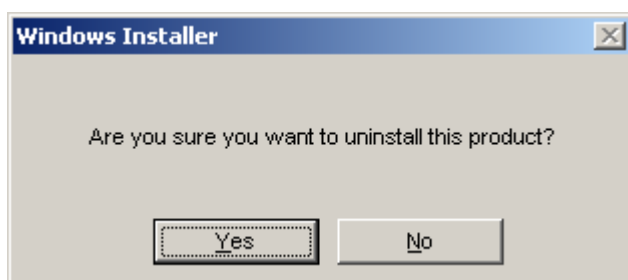 Windows Installer
Are you sure you want to uninstall this product?
Yes No